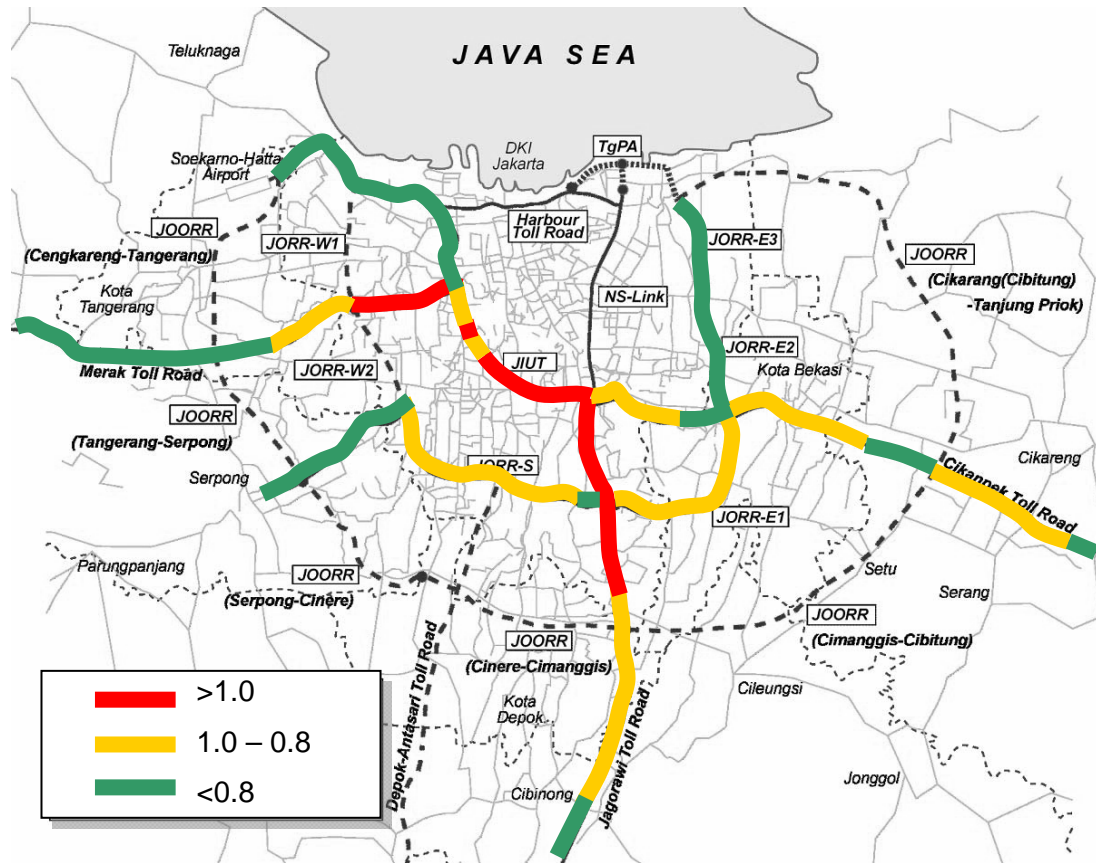 JAVA SEA
Teluknaga
Soekarno-Hatta
Airport
DKI
Jakarta
TgPA
JOORR
(Cengkareng-Tangerang)
JORR-W1
Harbour
Toll Road
JORR-E3
JOORR
(Cikarang(Cibitung)
-Tanjung Priok)
Kota
Tangerang
NS-Link
Merak Toll Road
JORR-W2
JIUT
JORR-E2
Kota Bekasi
JOORR
(Tangerang-Serpong)
Serpong
JORR-S
JORR-E1
Cikareng
Cikanpek Toll Road
Parungpanjang
JOORR
(Serpong-Cinere)
Setu
Serang
JOORR
(Cinere-Cimanggis)
JOORR
(Cimanggis-Cibitung)
Depok-Antasari Toll Road
Kota
Depok
Cileungsi
Jagorawi Toll Road
Jonggol
Cibinong
>1.0
1.0 – 0.8
<0.8